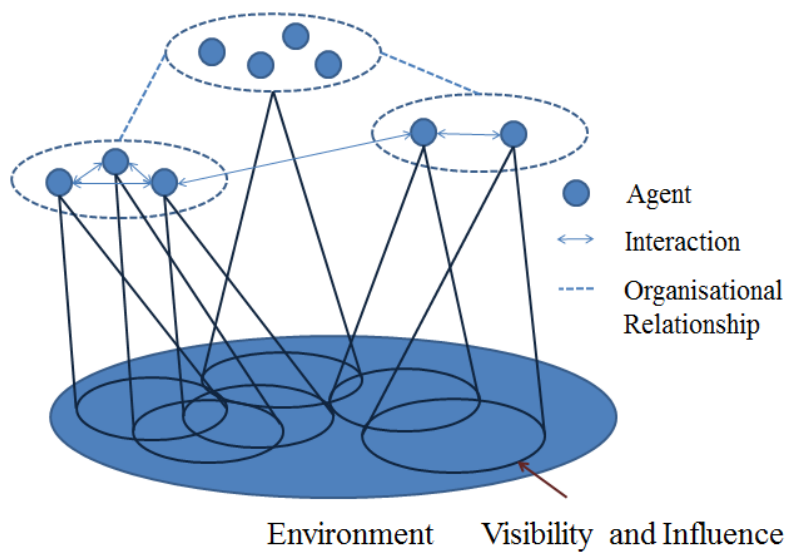 Agent
Interaction
Organisational
Relationship
Environment
Visibility and Influence